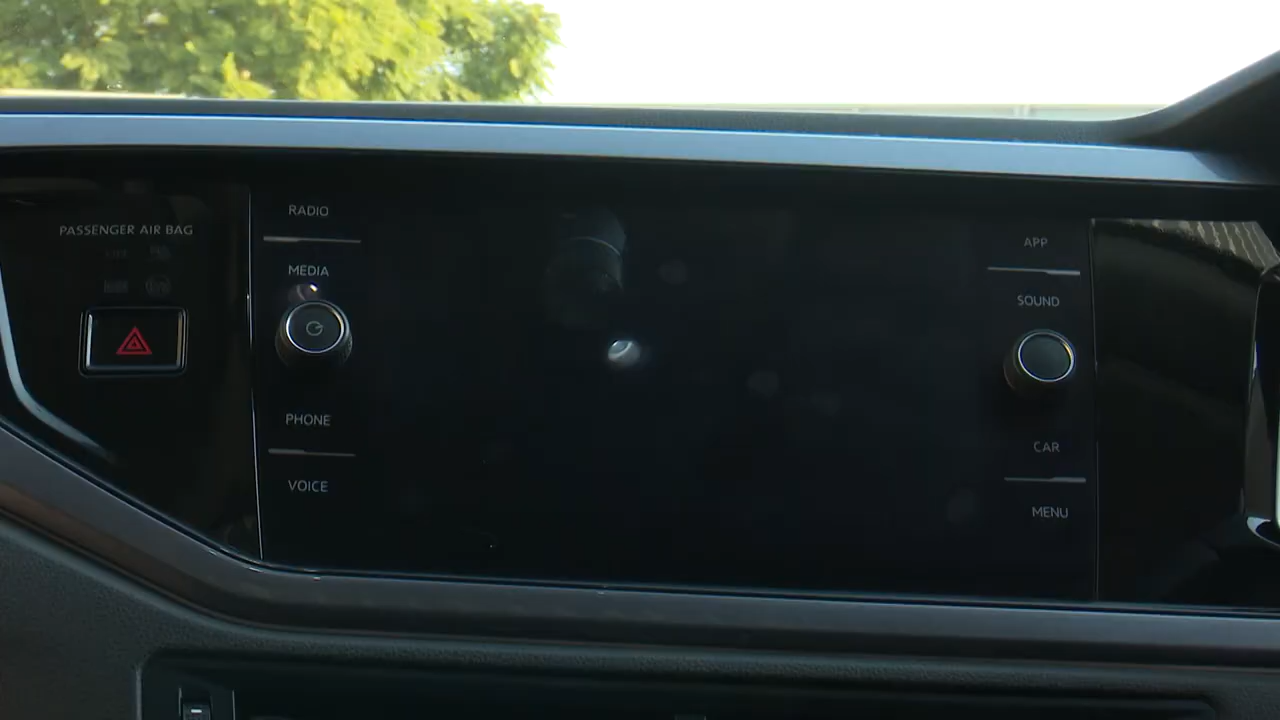 PASSENGER AIR BAG
RADIO
MEDIA
PHONE
VOICE
APP
SOUND
CAR
MENU